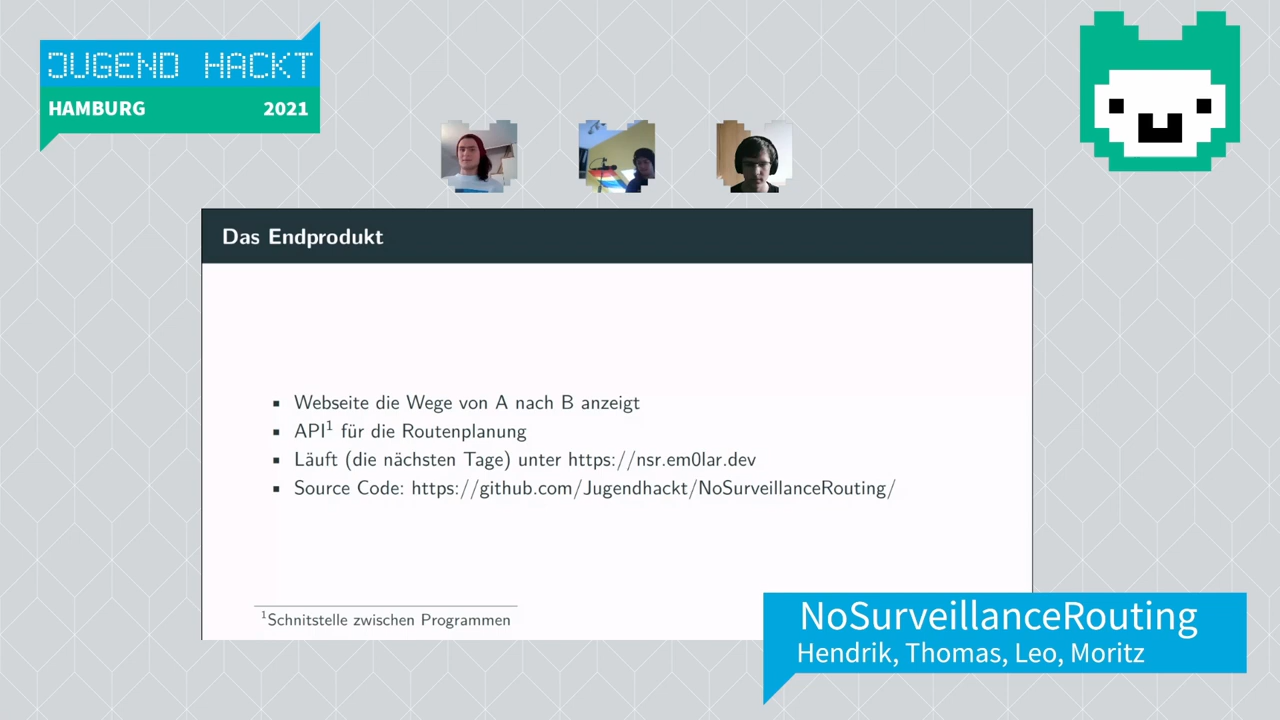 JUGEND HACKT
HAMBURG 2021
Das Endprodukt
▪ Webseite die Wege von A nach B anzeigt
▪ API¹ für die Routenplanung
▪ Läuft (die nächsten Tage) unter https://nsr.em0lar.dev
▪ Source Code: https://github.com/Jugendhackt/NoSurveillanceRouting/
¹Schnitstelle zwischen Programmen
NoSurveillanceRouting
Hendrik, Thomas, Leo, Moritz